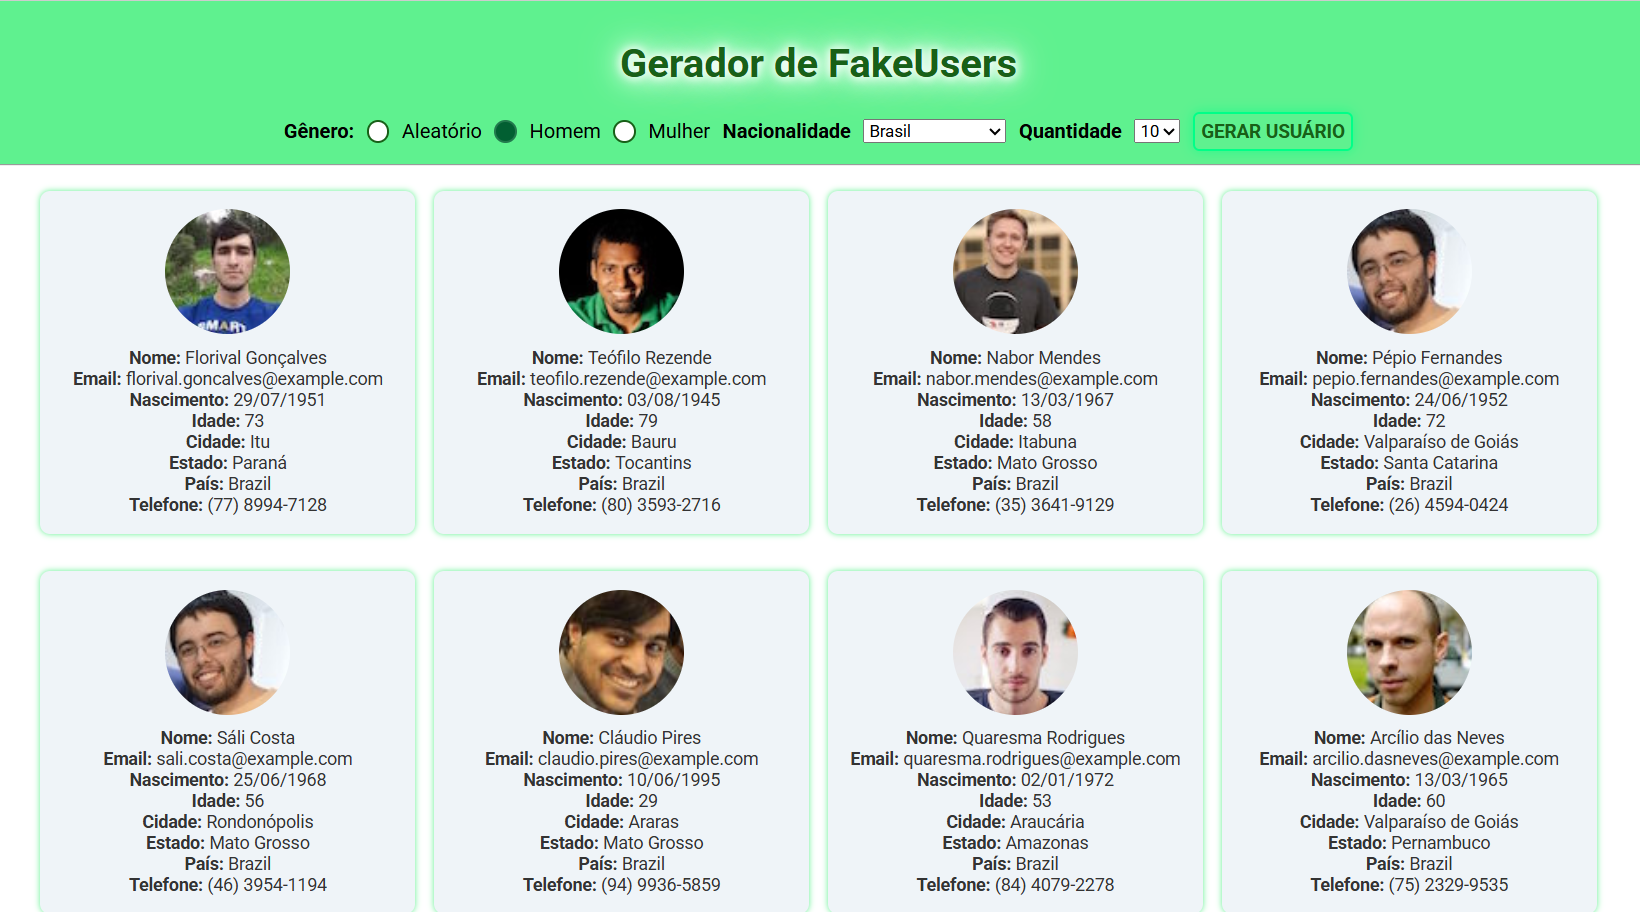 Gerador de FakeUsers
Gênero: Aleatório Homem Mulher Nacionalidade Brasil Quantidade 10 GERAR USUÁRIO
SMART
Nome: Florival Gonçalves
Email: florival.goncalves@example.com
Nascimento: 29/07/1951
Idade: 73
Cidade: Itu
Estado: Paraná
País: Brazil
Telefone: (77) 8994-7128
Nome: Teófilo Rezende
Email: teofilo.rezende@example.com
Nascimento: 03/08/1945
Idade: 79
Cidade: Bauru
Estado: Tocantins
País: Brazil
Telefone: (80) 3593-2716
Nome: Nabor Mendes
Email: nabor.mendes@example.com
Nascimento: 13/03/1967
Idade: 58
Cidade: Itabuna
Estado: Mato Grosso
País: Brazil
Telefone: (35) 3641-9129
Nome: Pépio Fernandes
Email: pepio.fernandes@example.com
Nascimento: 24/06/1952
Idade: 72
Cidade: Valparaíso de Goiás
Estado: Santa Catarina
País: Brazil
Telefone: (26) 4594-0424
Nome: Sáli Costa
Email: sali.costa@example.com
Nascimento: 25/06/1968
Idade: 56
Cidade: Rondonópolis
Estado: Mato Grosso
País: Brazil
Telefone: (46) 3954-1194
Nome: Cláudio Pires
Email: claudio.pires@example.com
Nascimento: 10/06/1995
Idade: 29
Cidade: Araras
Estado: Mato Grosso
País: Brazil
Telefone: (94) 9936-5859
Nome: Quaresma Rodrigues
Email: quaresma.rodrigues@example.com
Nascimento: 02/01/1972
Idade: 53
Cidade: Araucária
Estado: Amazonas
País: Brazil
Telefone: (84) 4079-2278
Nome: Arcílio das Neves
Email: arcilio.dasneves@example.com
Nascimento: 13/03/1965
Idade: 60
Cidade: Valparaíso de Goiás
Estado: Pernambuco
País: Brazil
Telefone: (75) 2329-9535